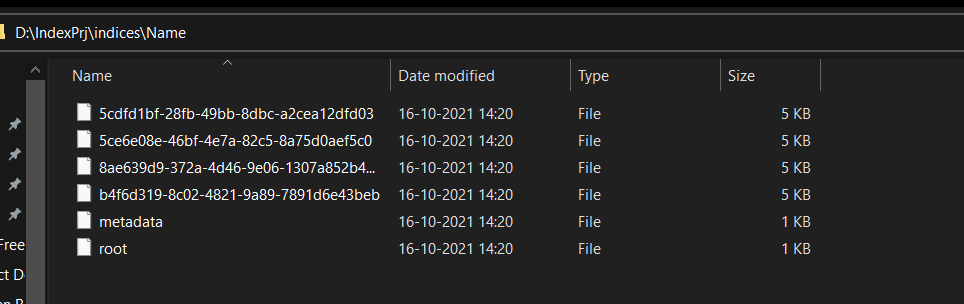 D:\IndexPrj\indices\Name
Name Date modified Type Size
5cdfd1bf-28fb-49bb-8dbc-a2cea12dfd03 16-10-2021 14:20 File 5 KB
5ce6e08e-46bf-4e7a-82c5-8a75d0aef5c0 16-10-2021 14:20 File 5 KB
8ae639d9-372a-4d46-9e06-1307a852b4... 16-10-2021 14:20 File 5 KB
b4f6d319-8c02-4821-9a89-7891d6e43beb 16-10-2021 14:20 File 5 KB
metadata 16-10-2021 14:20 File 1 KB
root 16-10-2021 14:20 File 1 KB
Free
ct D